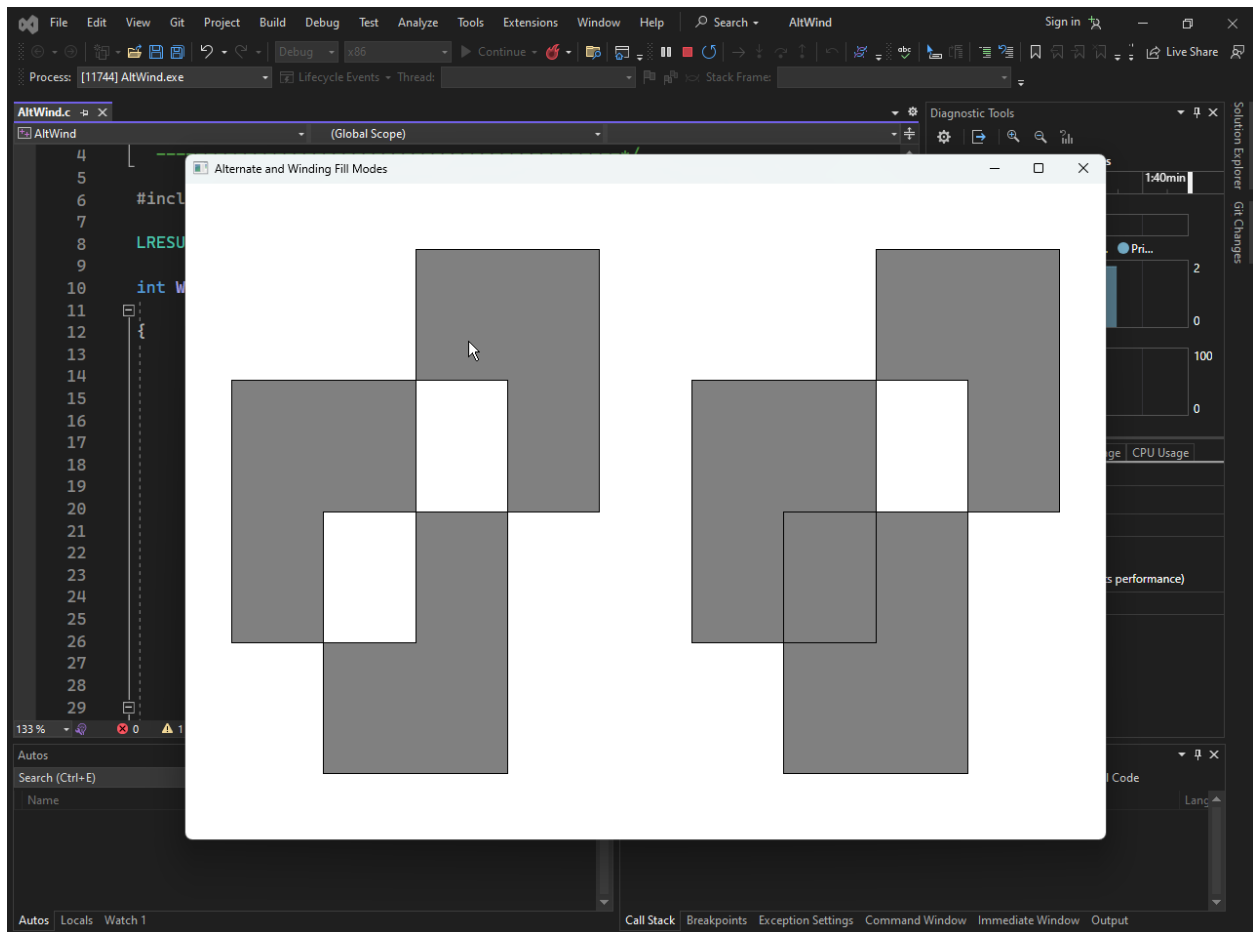 File Edit View Git Project Build Debug Test Analyze Tools Extensions Window Help Search AltWind Sign in
Debug x86 Continue Live Share
Process: [11744] AltWind.exe Lifecycle Events Thread: Stack Frame:
AltWind.c
Diagnostic Tools
AltWind (Global Scope)
Solution Explorer
Git Changes
4 */
5
6 #incl
7
8 LRESU
9
10 int W
11
12 {
13
14
15
16
17
18
19
20
21
22
23
24
25
26
27
28
29
Alternate and Winding Fill Modes
s
1:40min
Pri...
2
0
100
0
ge CPU Usage
s performance)
133 % 0 1
Autos
Search (Ctrl+E)
Name
l Code
Lang
Autos Locals Watch 1
Call Stack Breakpoints Exception Settings Command Window Immediate Window Output